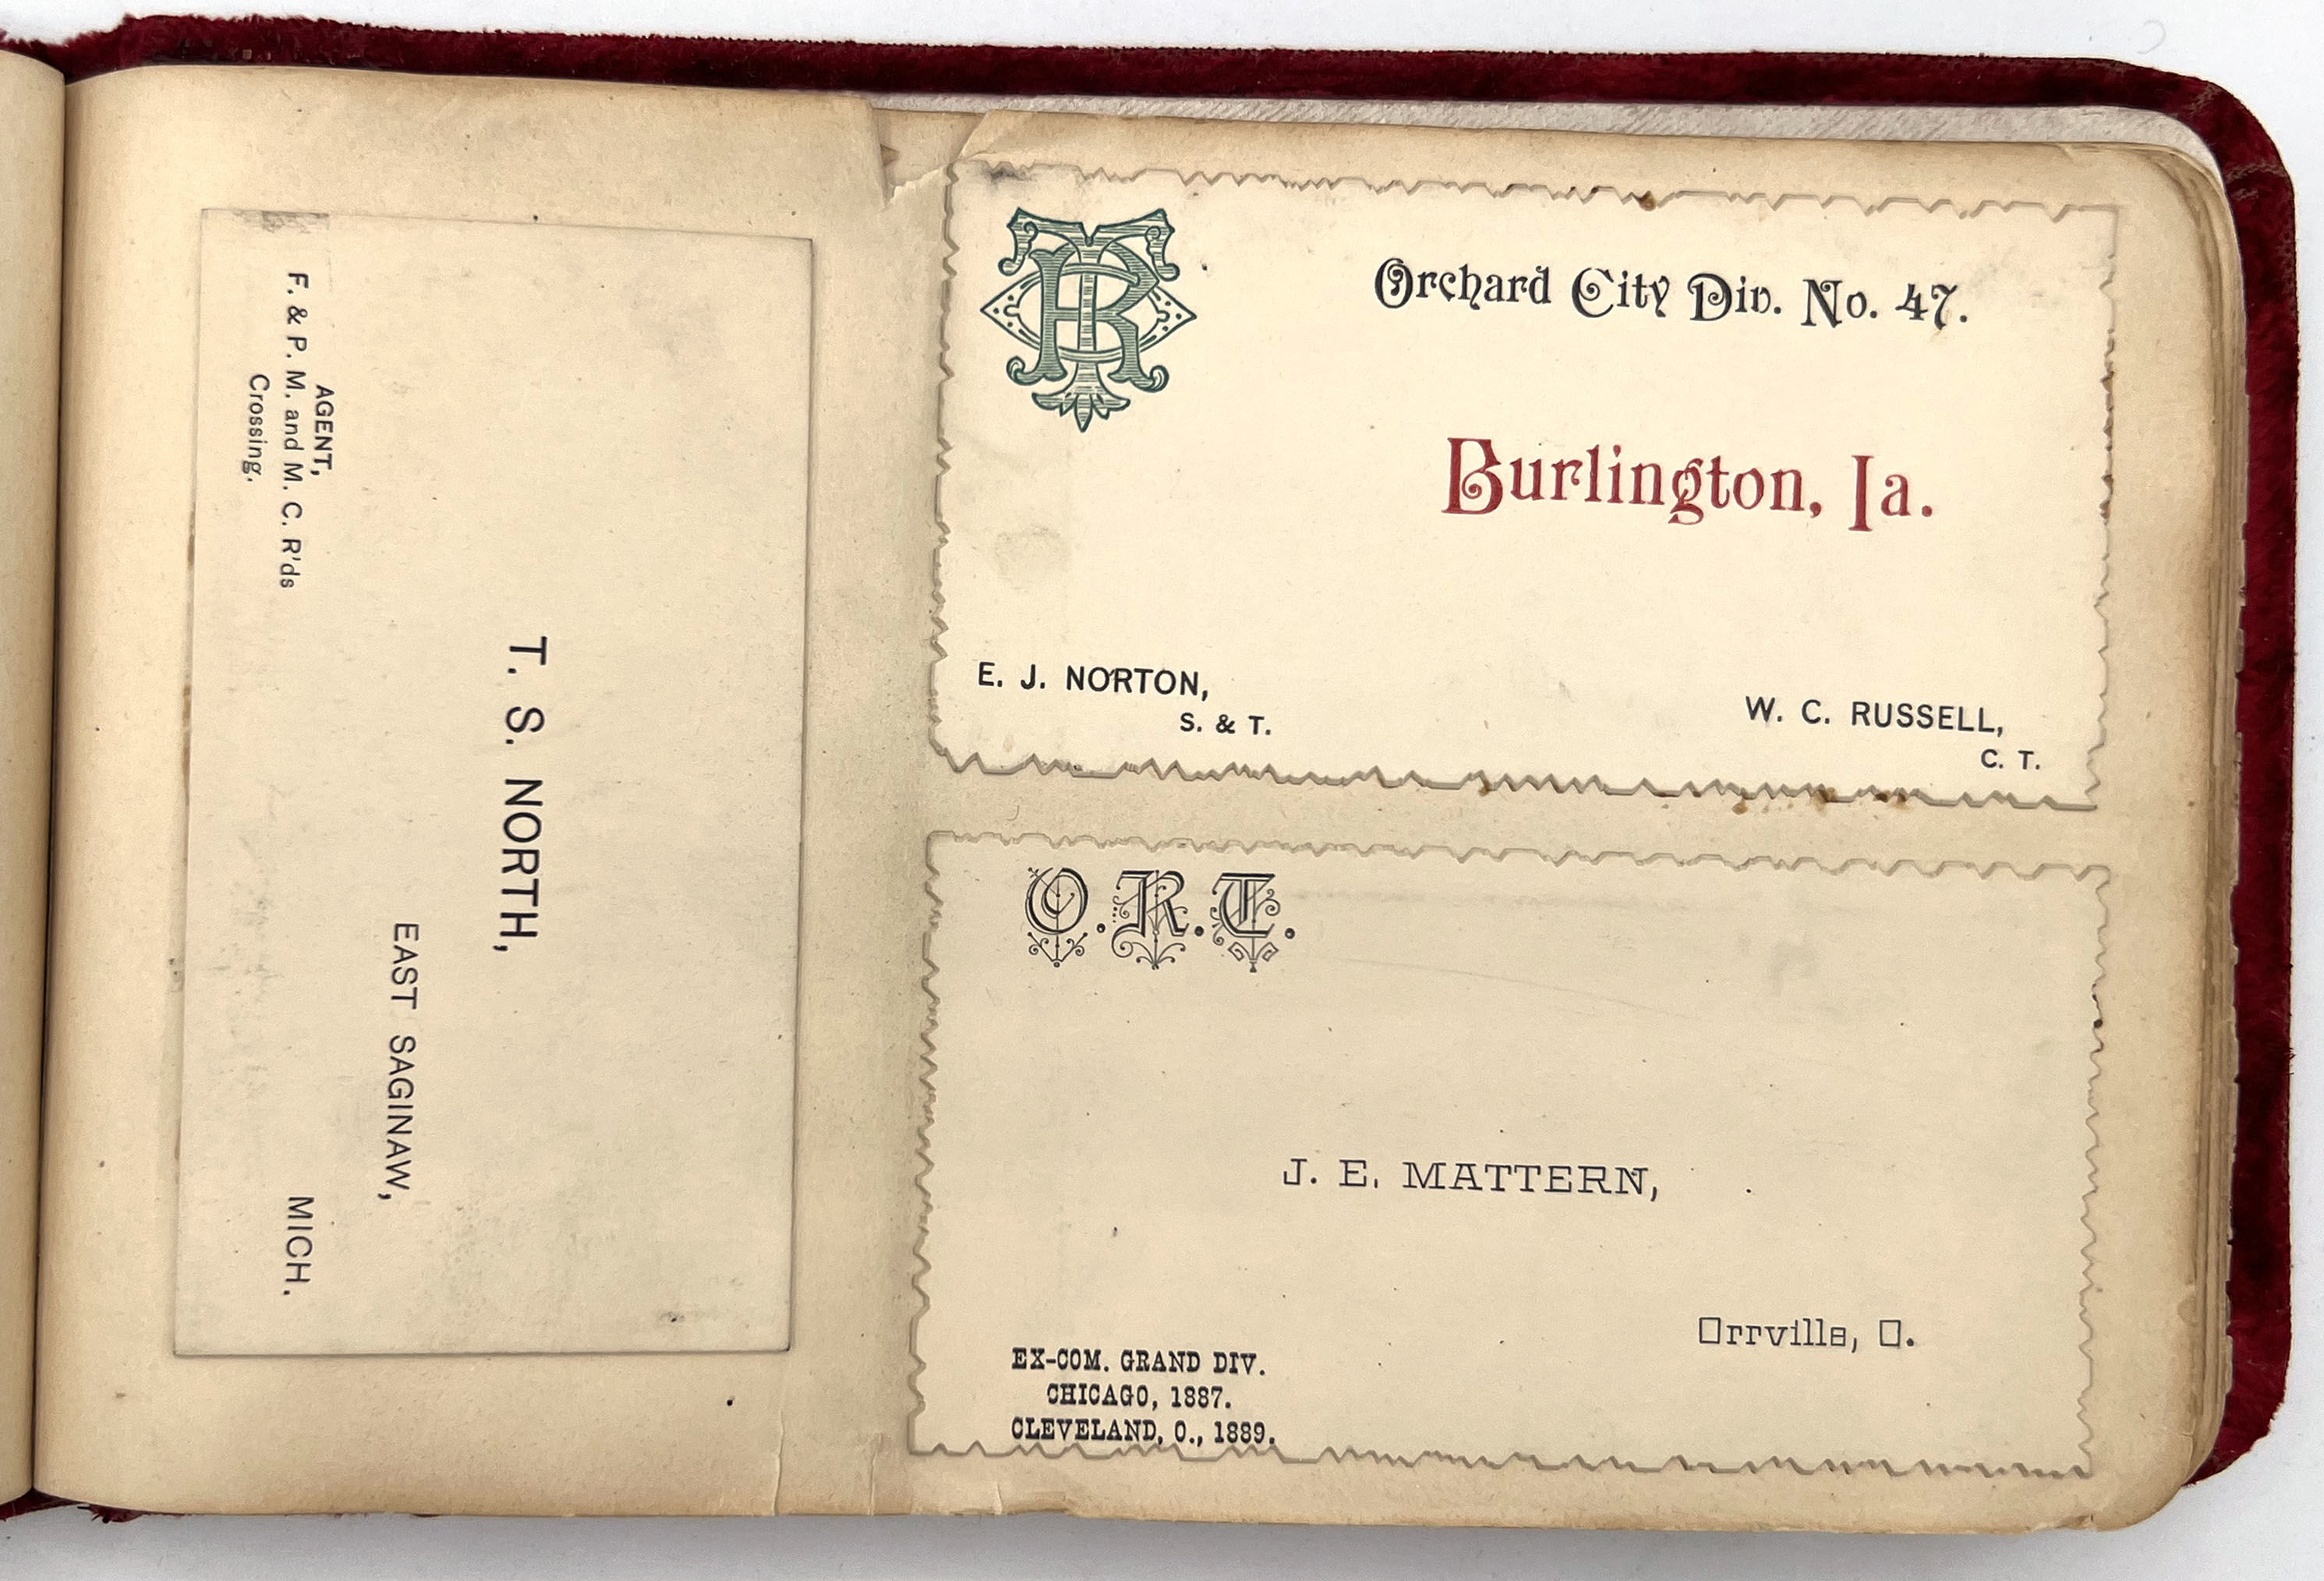 T. S. NORTH,
EAST SAGINAW,
MICH.
AGENT,
F. & P. M. and M. C. R'ds
Crossing.
ORT
Orchard City Div. No. 47.
Burlington, Ia.
E. J. NORTON,
S. & T.
W. C. RUSSELL,
C. T.
O.R.T.
J. E. MATTERN,
Orrville, O.
EX-COM. GRAND DIV.
CHICAGO, 1887.
CLEVELAND, O., 1889.